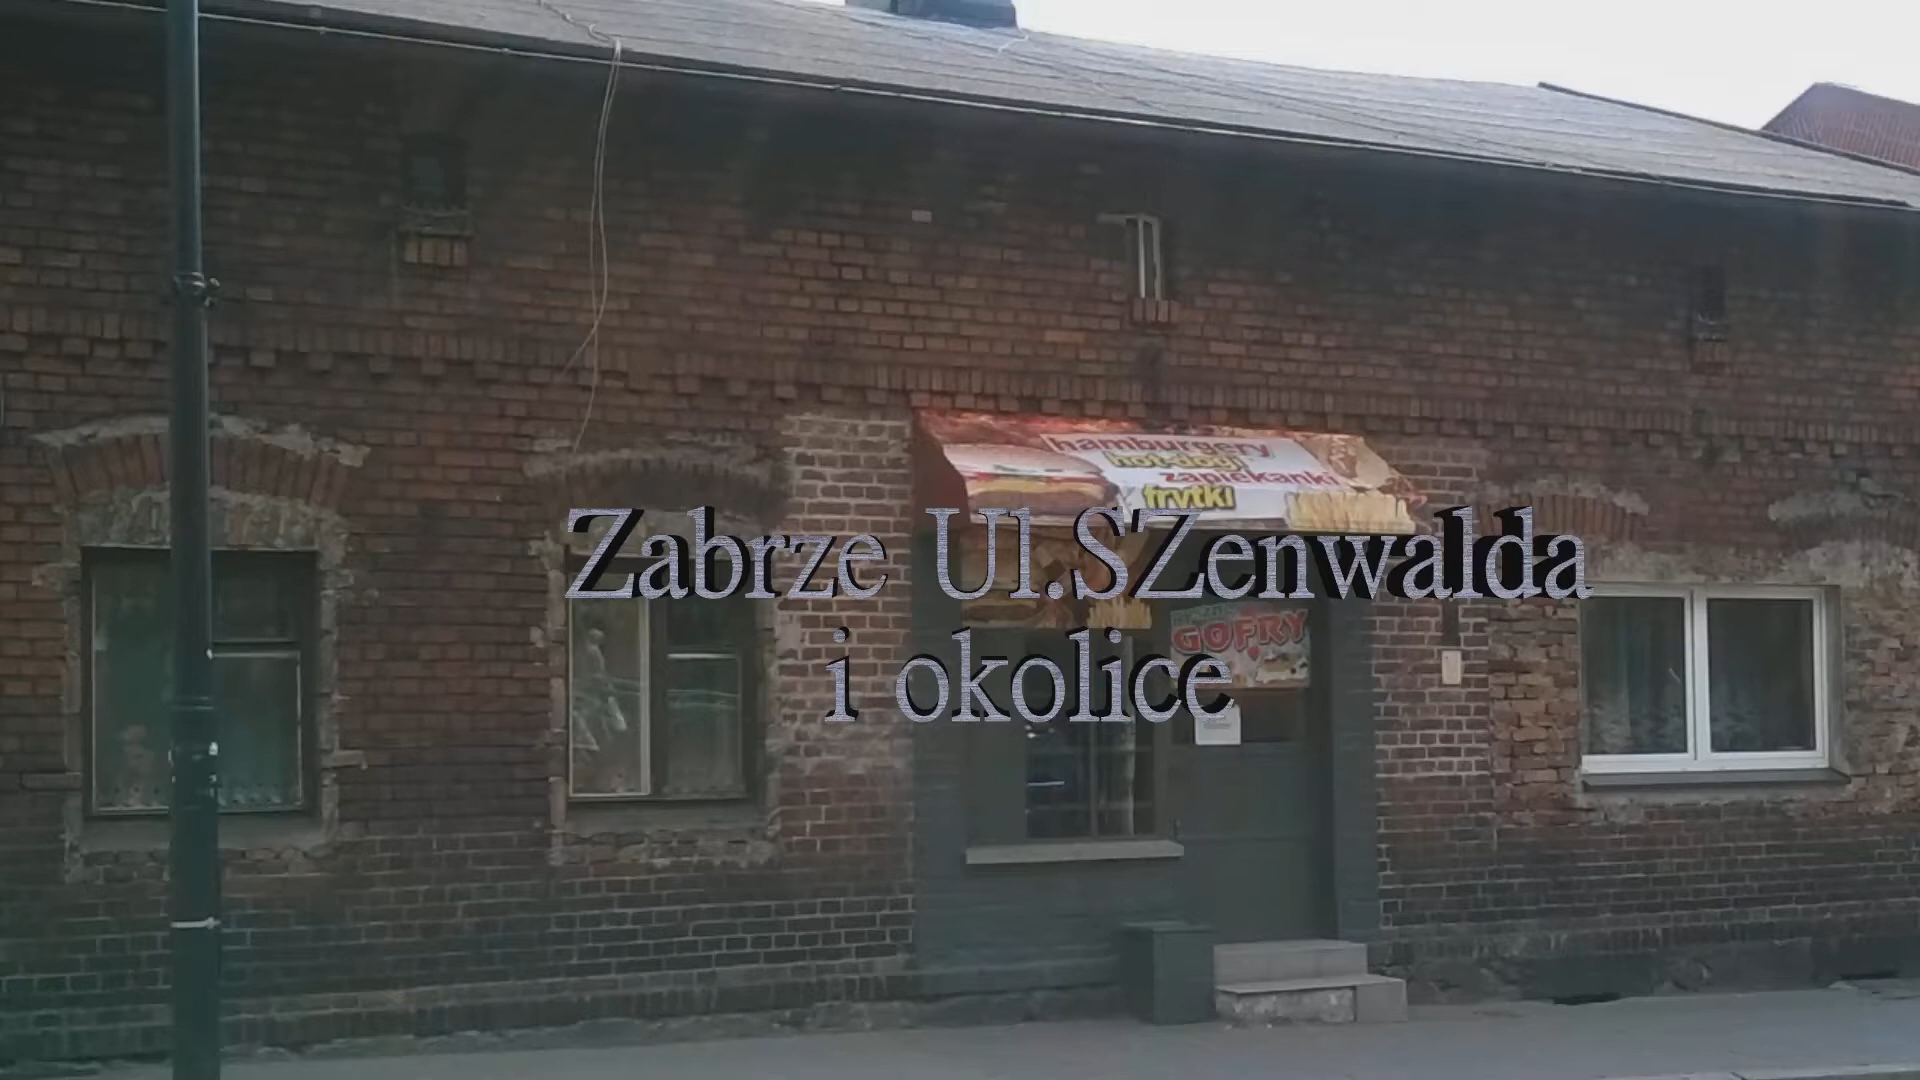 hamburgery
hot-dog
zapiekanki
frytki
Zabrze Ul.SZenwalda
i okolice
GOFRY